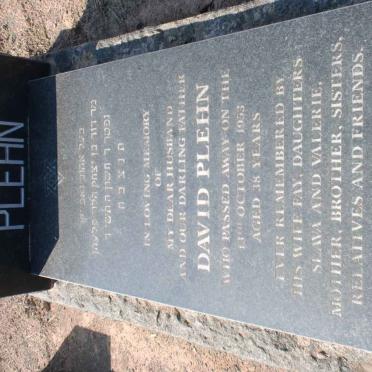 PLEHN
ת נ צ ב ה
IN LOVING MEMORY
OF
MY DEAR HUSBAND
AND OUR DARLING FATHER
DAVID PLEHN
WHO PASSED AWAY ON THE
OCTOBER 1955
AGED 38 YEARS
EVER REMEMBERED BY
HIS WIFE FAY, DAUGHTERS
SLAVA AND VALERIE,
MOTHER, BROTHER, SISTERS,
RELATIVES AND FRIENDS.